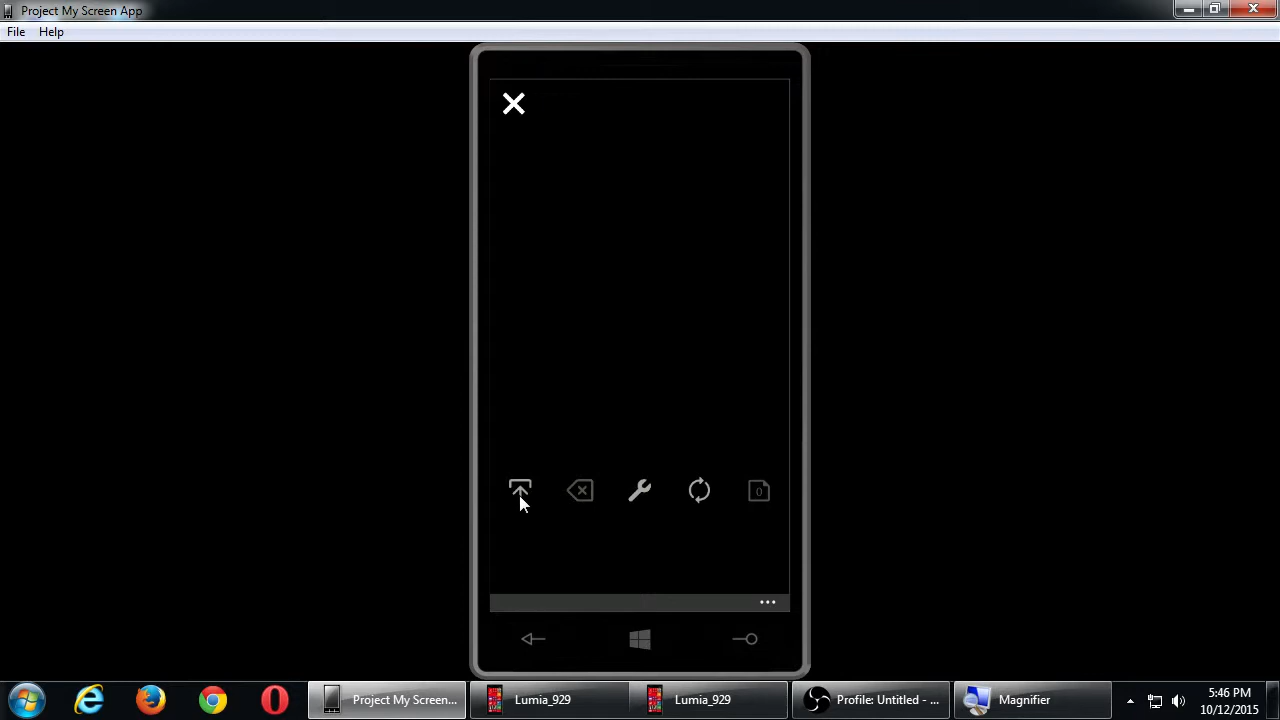 Project My Screen App
File Help
0
Project My Screen... Lumia_929 Lumia_929 Profile: Untitled - ... Magnifier 5:46 PM
10/12/2015